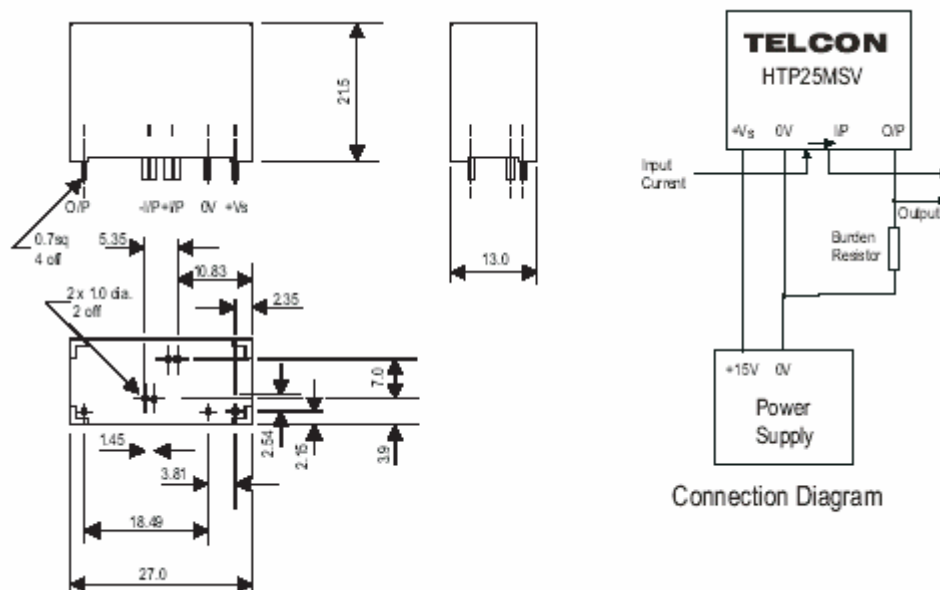 21.5
O/P -I/P +I/P 0V +Vs
0.7sq
4 off
5.35
10.83
2 x 1.0 dia.
2 off
2.35
13.0
7.0
1.45
2.54
2.15
3.9
3.81
18.49
27.0
TELCON
HTP25MSV
+Vs 0V I/P O/P
Input
Current
Output
Burden
Resistor
+15V 0V
Power
Supply
Connection Diagram